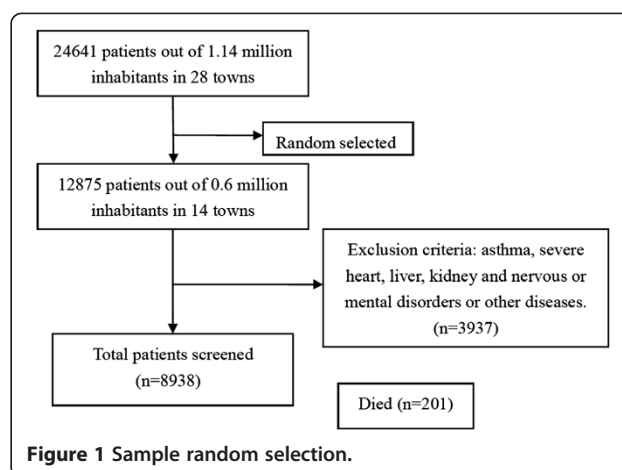 24641 patients out of 1.14 million
inhabitants in 28 towns
Random selected
12875 patients out of 0.6 million
inhabitants in 14 towns
Exclusion criteria: asthma, severe
heart, liver, kidney and nervous or
mental disorders or other diseases.
(n=3937)
Total patients screened
(n=8938)
Died (n=201)
Figure 1 Sample random selection.